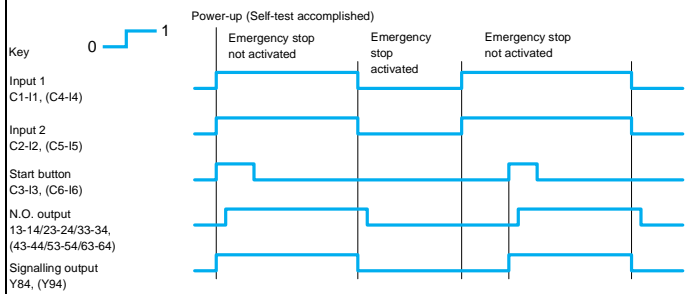 Power-up (Self-test accomplished)
Key
0
1
Emergency stop
not activated
Emergency
stop
activated
Emergency stop
not activated
Input 1
C1-I1, (C4-I4)
Input 2
C2-I2, (C5-I5)
Start button
C3-I3, (C6-I6)
N.O. output
13-14/23-24/33-34,
(43-44/53-54/63-64)
Signalling output
Y84, (Y94)